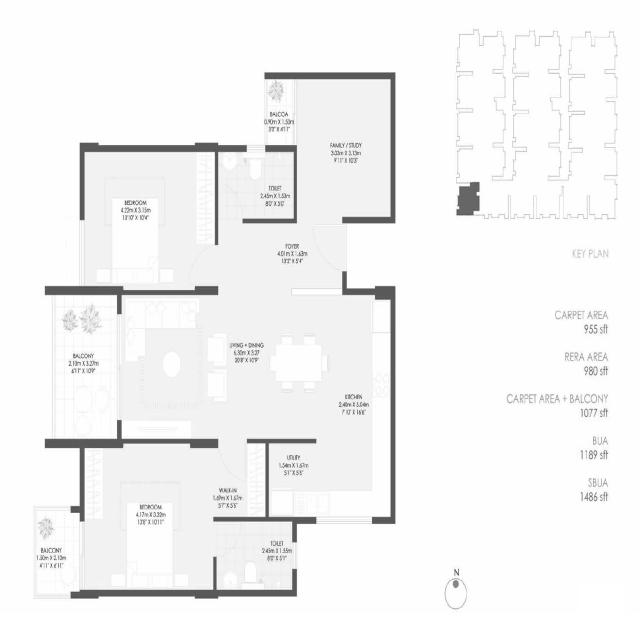 BALCOA
0.90m X 1.50m
3'0" X 4'11"
FAMILY / STUDY
3.03m X 3.13m
9'11" X 10'3"
BEDROOM
4.22m X 3.15m
13'10" X 10'4"
TOILET
2.45m X 1.53m
8'0" X 5'0"
FOYER
4.01m X 1.63m
13'2" X 5'4"
KEY PLAN
BALCONY
2.10m X 3.27m
6'11" X 10'9"
LIVING + DINING
6.30m X 3.27
20'8" X 10'9"
KITCHEN
2.40m X 5.04m
7'10" X 16'6"
UTILITY
1.54m X 1.67m
5'1" X 5'5"
WALK-IN
1.69m X 1.67m
5'7" X 5'5"
BEDROOM
4.17m X 3.32m
13'8" X 10'11"
BALCONY
1.50m X 2.10m
4'11" X 6'11"
TOILET
2.45m X 1.55m
8'0" X 5'1"
CARPET AREA
955 sft
RERA AREA
980 sft
CARPET AREA + BALCONY
1077 sft
BUA
1189 sft
SBUA
1486 sft
N